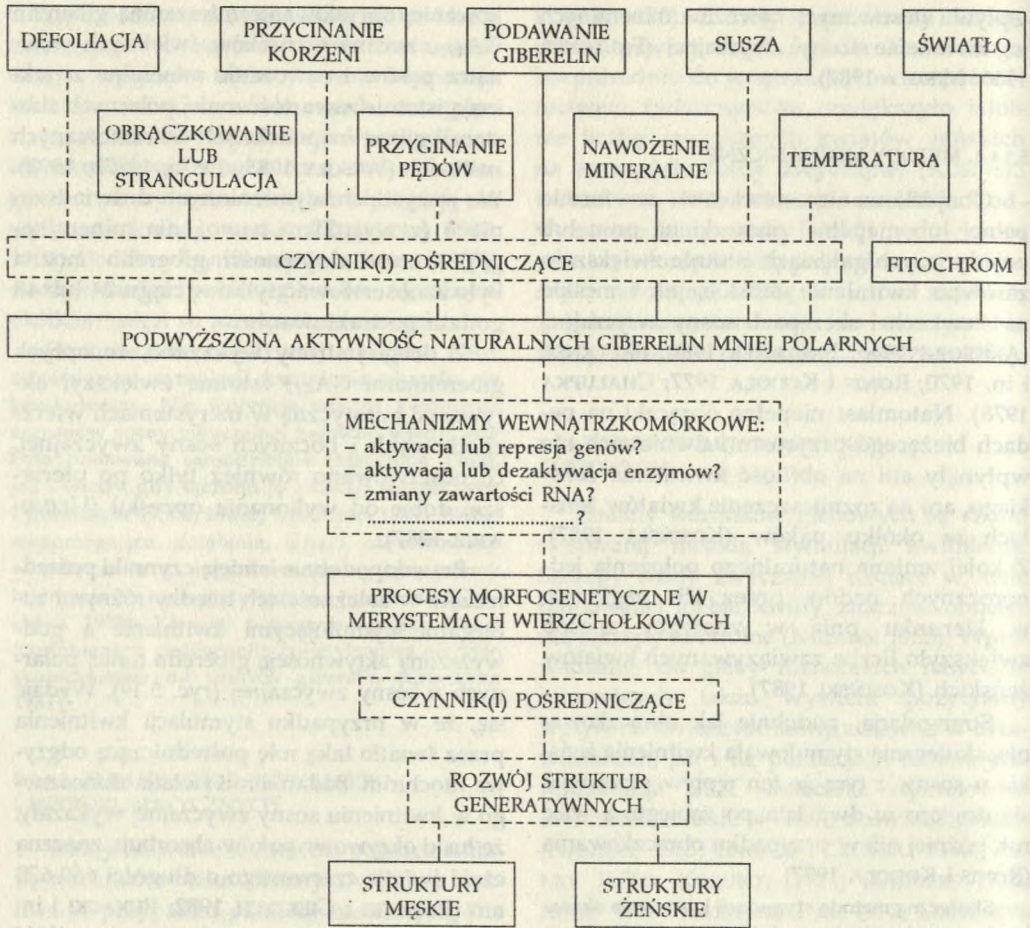 DEFOLIACJA
PRZYCINANIE
KORZENI
PODAWANIE
GIBERELIN
SUSZA
ŚWIATŁO
OBRĄCZKOWANIE
LUB
STRANGULACJA
PRZYGINANIE
PĘDÓW
NAWOŻENIE
MINERALNE
TEMPERATURA
CZYNNIK(I) POŚREDNICZĄCE
FITOCHROM
PODWYŻSZONA AKTYWNOŚĆ NATURALNYCH GIBERELIN MNIEJ POLARNYCH
MECHANIZMY WEWNĄTRZKOMÓRKOWE:
– aktywacja lub represja genów?
– aktywacja lub dezaktywacja enzymów?
– zmiany zawartości RNA?
– ........................................ ?
PROCESY MORFOGENETYCZNE W
MERYSTEMACH WIERZCHOŁKOWYCH
CZYNNIK(I) POŚREDNICZĄCE
ROZWÓJ STRUKTUR
GENERATYWNYCH
STRUKTURY
MĘSKIE
STRUKTURY
ŻEŃSKIE